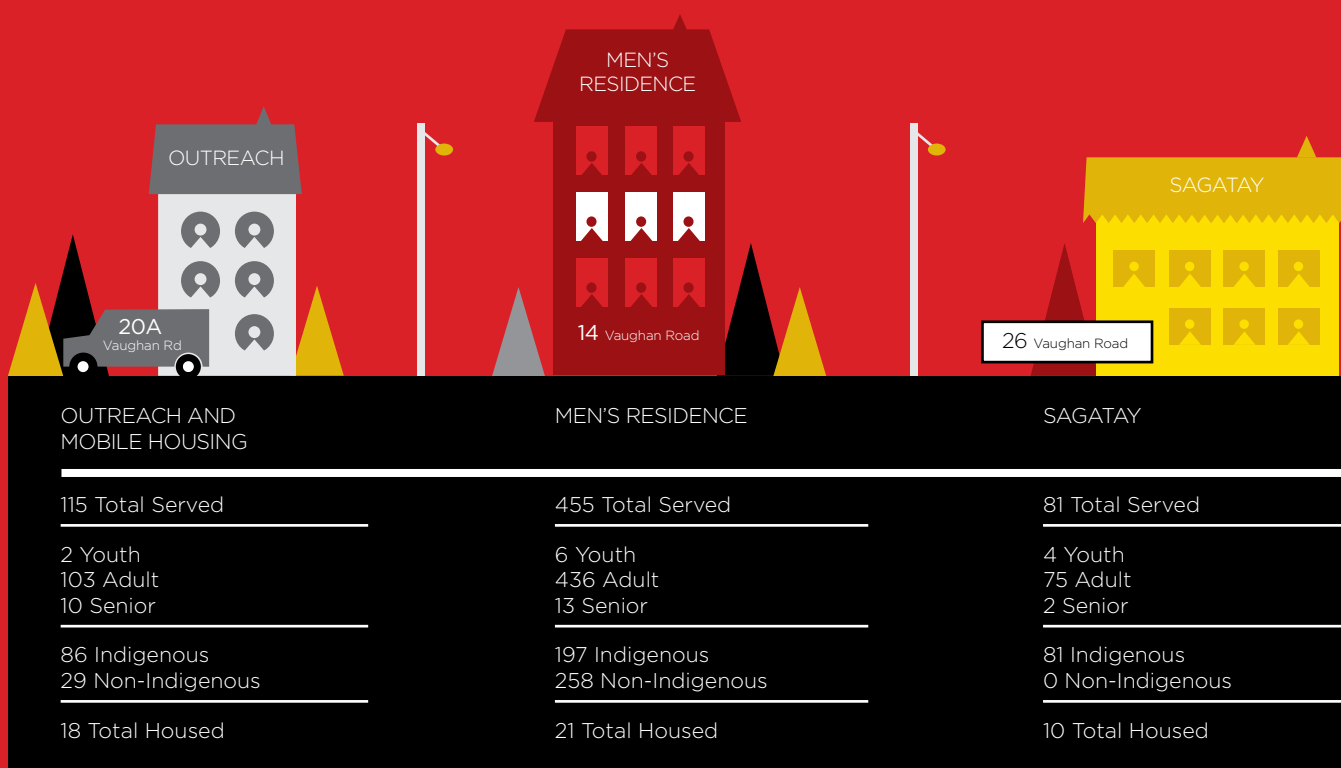 MEN'S
RESIDENCE
OUTREACH
SAGATAY
20A
Vaughan Rd
14 Vaughan Road
26 Vaughan Road
OUTREACH AND
MOBILE HOUSING
115 Total Served
2 Youth
103 Adult
10 Senior
86 Indigenous
29 Non-Indigenous
18 Total Housed
MEN'S RESIDENCE
455 Total Served
6 Youth
436 Adult
13 Senior
197 Indigenous
258 Non-Indigenous
21 Total Housed
SAGATAY
81 Total Served
4 Youth
75 Adult
2 Senior
81 Indigenous
0 Non-Indigenous
10 Total Housed